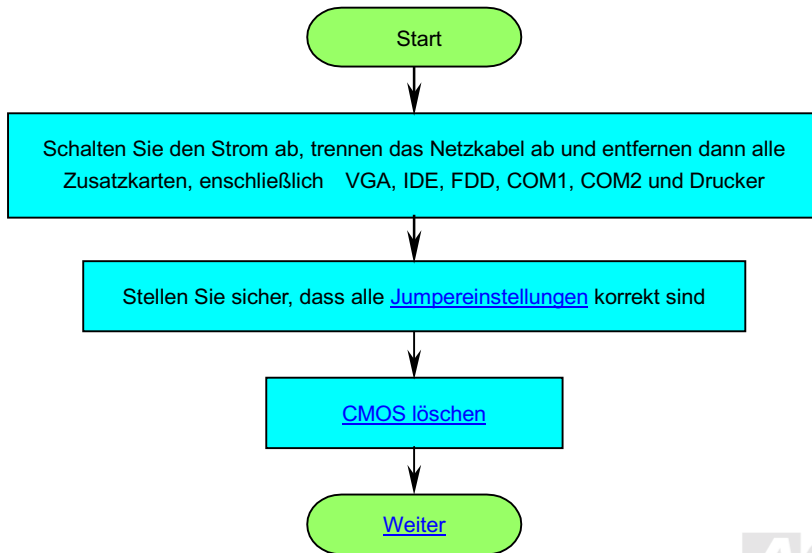 Start
Schalten Sie den Strom ab, trennen das Netzkabel ab und entfernen dann alle
Zusatzkarten, enschließlich VGA, IDE, FDD, COM1, COM2 und Drucker
Stellen Sie sicher, dass alle Jumpereinstellungen korrekt sind
CMOS löschen
Weiter